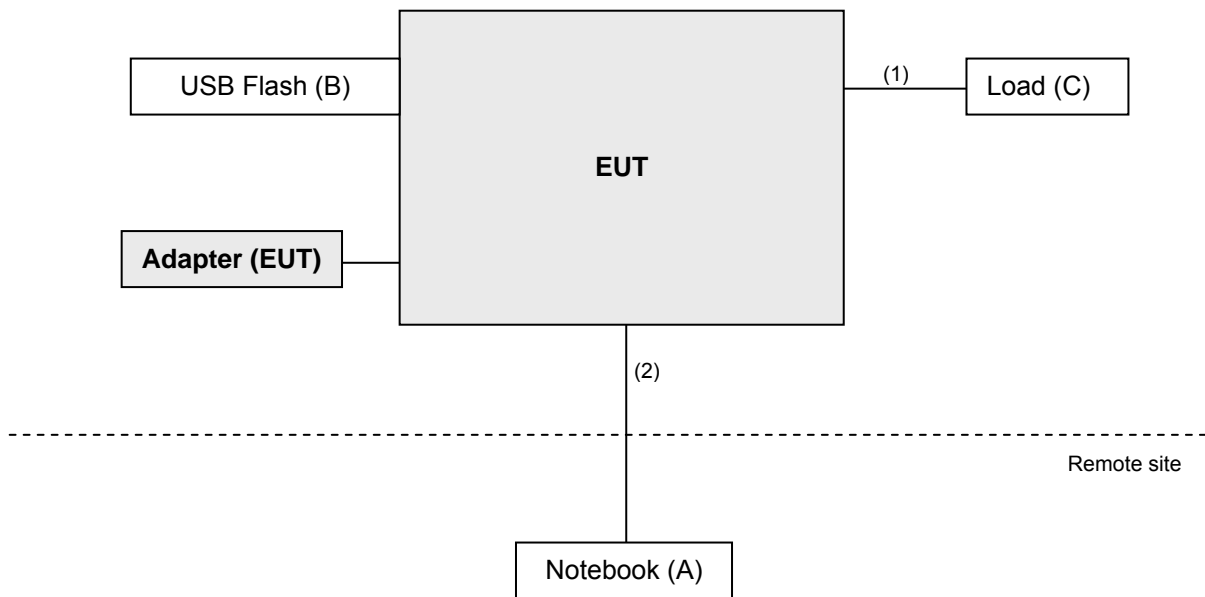 USB Flash (B)
EUT
(1)
Load (C)
Adapter (EUT)
(2)
Remote site
Notebook (A)